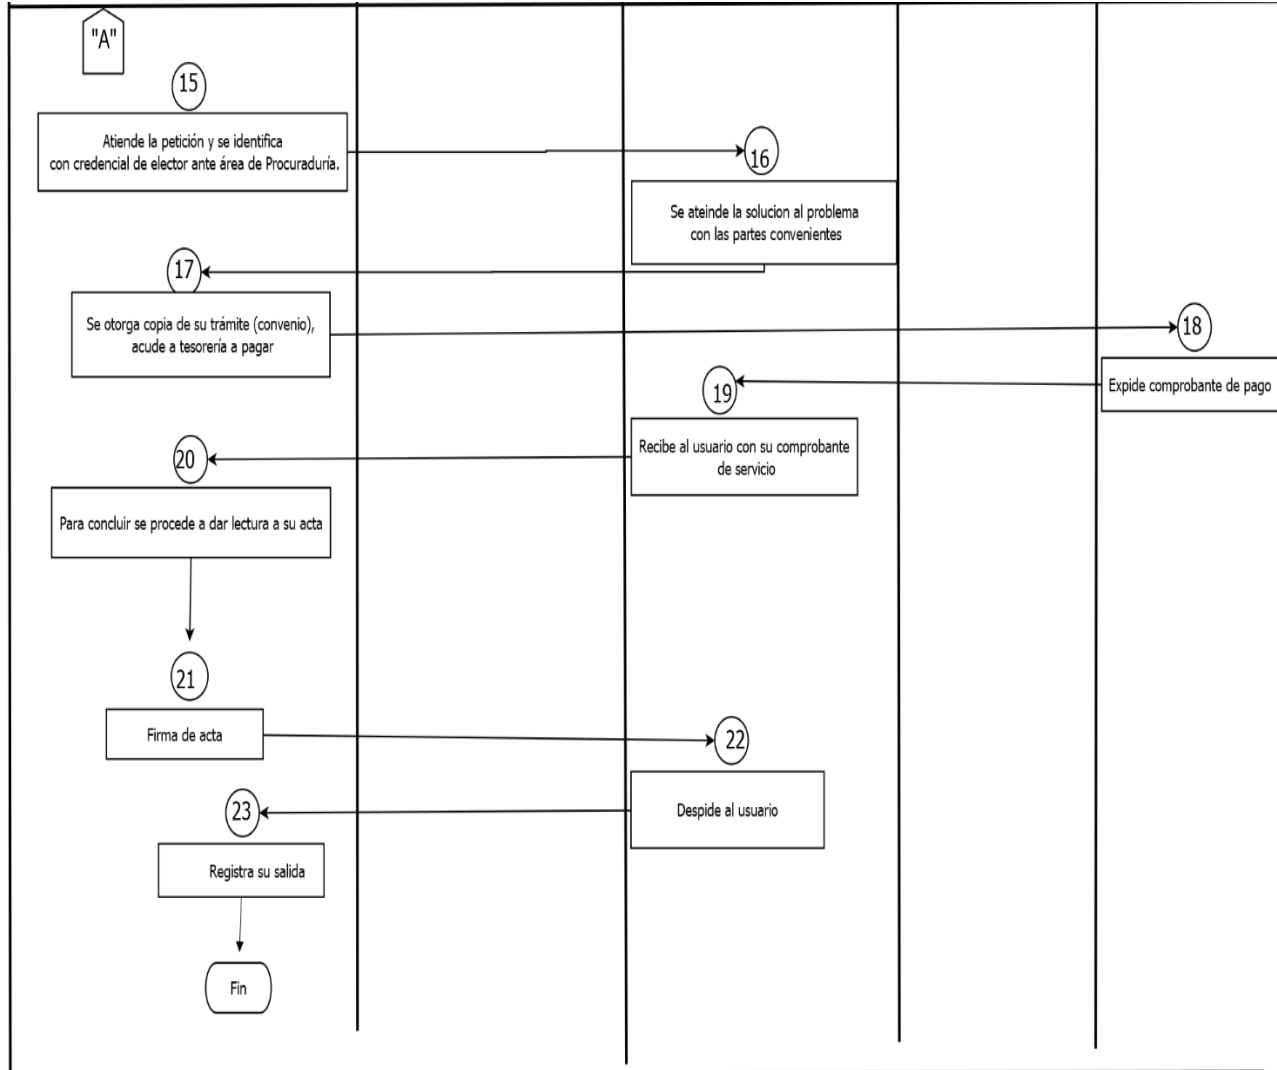 "A"
15
Atiende la petición y se identifica
con credencial de elector ante área de Procuraduría.
16
Se ateinde la solucion al problema
con las partes convenientes
17
Se otorga copia de su trámite (convenio),
acude a tesorería a pagar
18
Expide comprobante de pago
19
Recibe al usuario con su comprobante
de servicio
20
Para concluir se procede a dar lectura a su acta
21
Firma de acta
22
Despide al usuario
23
Registra su salida
Fin